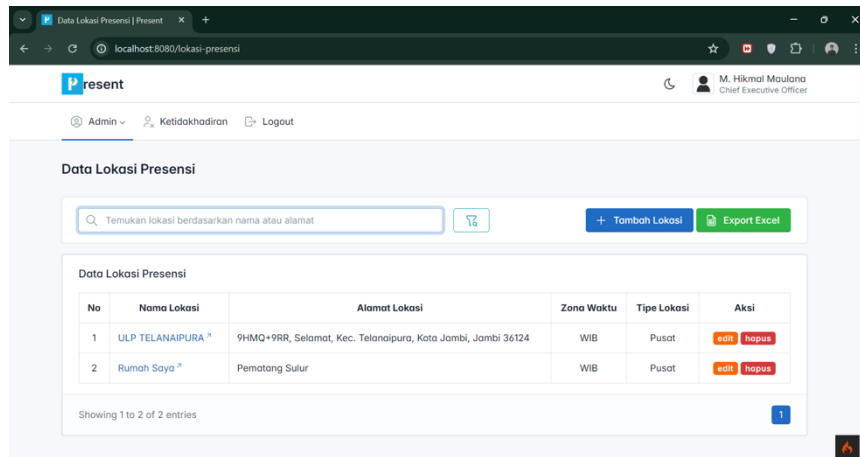 Data Lokasi Presensi | Present
localhost:8080/lokasi-presensi
Present
M. Hikmal Maulana
Chief Executive Officer
Admin
Ketidakhadiran
Logout
Data Lokasi Presensi
Temukan lokasi berdasarkan nama atau alamat
+ Tambah Lokasi
Export Excel
Data Lokasi Presensi
No Nama Lokasi Alamat Lokasi Zona Waktu Tipe Lokasi Aksi
1 ULP TELANAIPURA 9HMQ+9RR, Selamat, Kec. Telanaipura, Kota Jambi, Jambi 36124 WIB Pusat edit hapus
2 Rumah Saya Pematang Sulur WIB Pusat edit hapus
Showing 1 to 2 of 2 entries
1